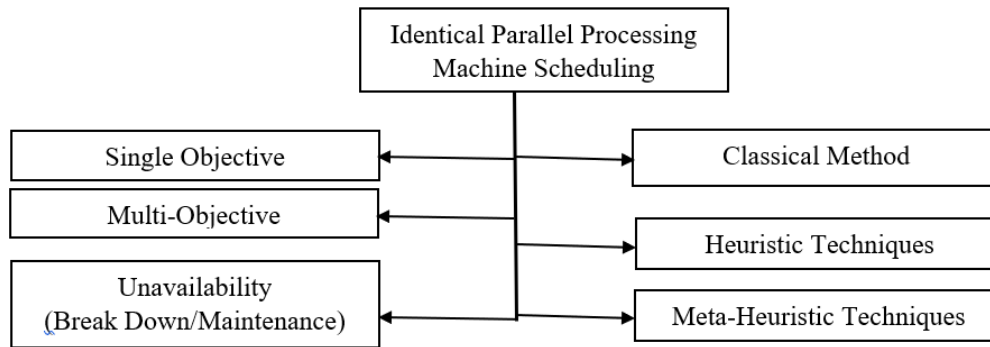 Identical Parallel Processing
Machine Scheduling
Single Objective
Classical Method
Multi-Objective
Heuristic Techniques
Unavailability
(Break Down/Maintenance)
Meta-Heuristic Techniques